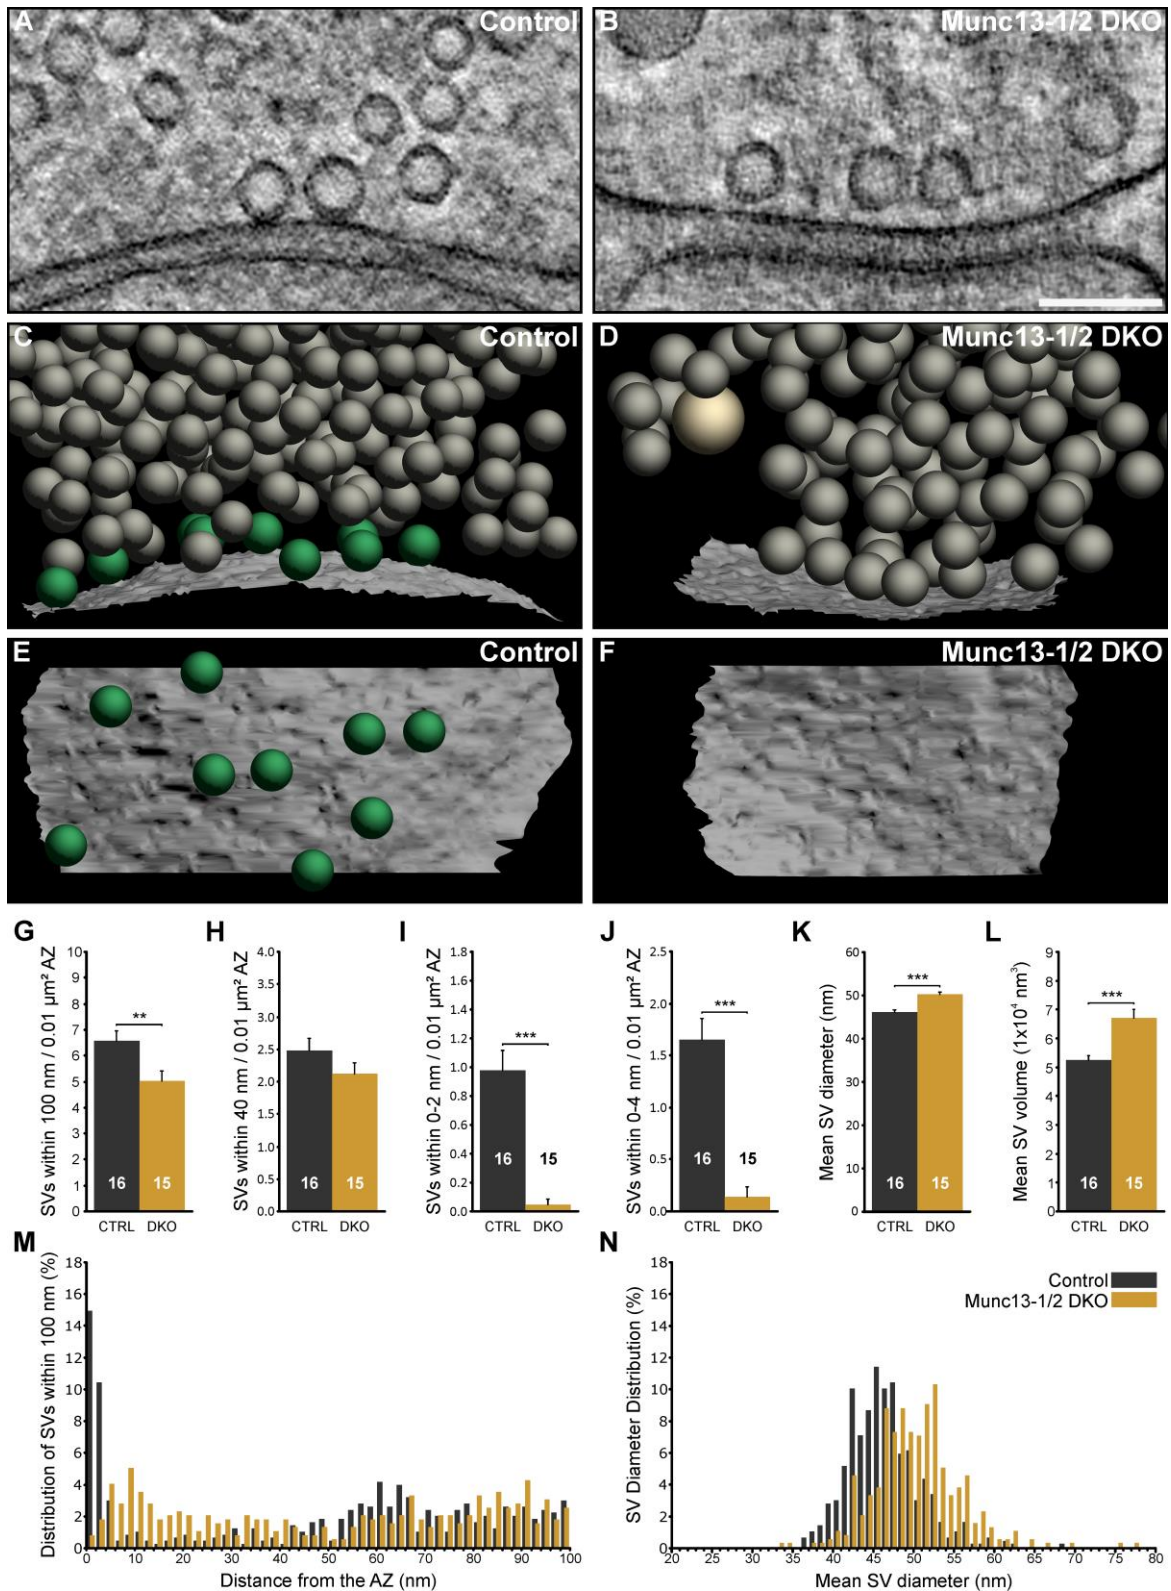 A Control
B Munc13-1/2 DKO
C Control
D Munc13-1/2 DKO
E Control
F Munc13-1/2 DKO
G
SVs within 100 nm / 0.01 µm² AZ
10
9
8
7
6
5
4
3
2
1
0
**
16 15
CTRL DKO
H
SVs within 40 nm / 0.01 µm² AZ
4.0
3.5
3.0
2.5
2.0
1.5
1.0
0.5
0.0
16 15
CTRL DKO
I
SVs within 0-2 nm / 0.01 µm² AZ
1.8
1.6
1.4
1.2
1.0
0.8
0.6
0.4
0.2
0.0
***
16 15
CTRL DKO
J
SVs within 0-4 nm / 0.01 µm² AZ
2.5
2.0
1.5
1.0
0.5
0.0
***
16 15
CTRL DKO
K
Mean SV diameter (nm)
60
50
40
30
20
10
0
***
16 15
CTRL DKO
L
Mean SV volume (1x10⁴ nm³)
9
8
7
6
5
4
3
2
1
0
***
16 15
CTRL DKO
M
Distribution of SVs within 100 nm (%)
18
16
14
12
10
8
6
4
2
0
0 10 20 30 40 50 60 70 80 90 100
Distance from the AZ (nm)
N
SV Diameter Distribution (%)
18
16
14
12
10
8
6
4
2
0
Control
Munc13-1/2 DKO
20 25 30 35 40 45 50 55 60 65 70 75 80
Mean SV diameter (nm)